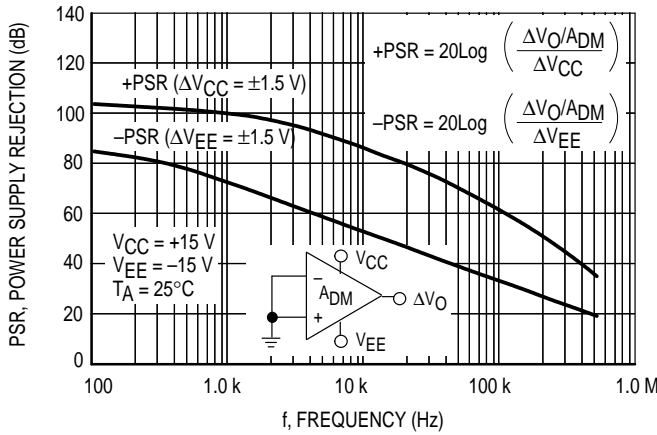 PSR, POWER SUPPLY REJECTION (dB)
140
120
100
80
60
40
20
0
+PSR (ΔVCC = ±1.5 V)
–PSR (ΔVEE = ±1.5 V)
+PSR = 20Log ( ΔVO/ADM
ΔVCC )
–PSR = 20Log ( ΔVO/ADM
ΔVEE )
VCC = +15 V
VEE = –15 V
TA = 25°C
VCC
–
ADM
+
ΔVO
VEE
100
1.0 k
10 k
100 k
1.0 M
f, FREQUENCY (Hz)